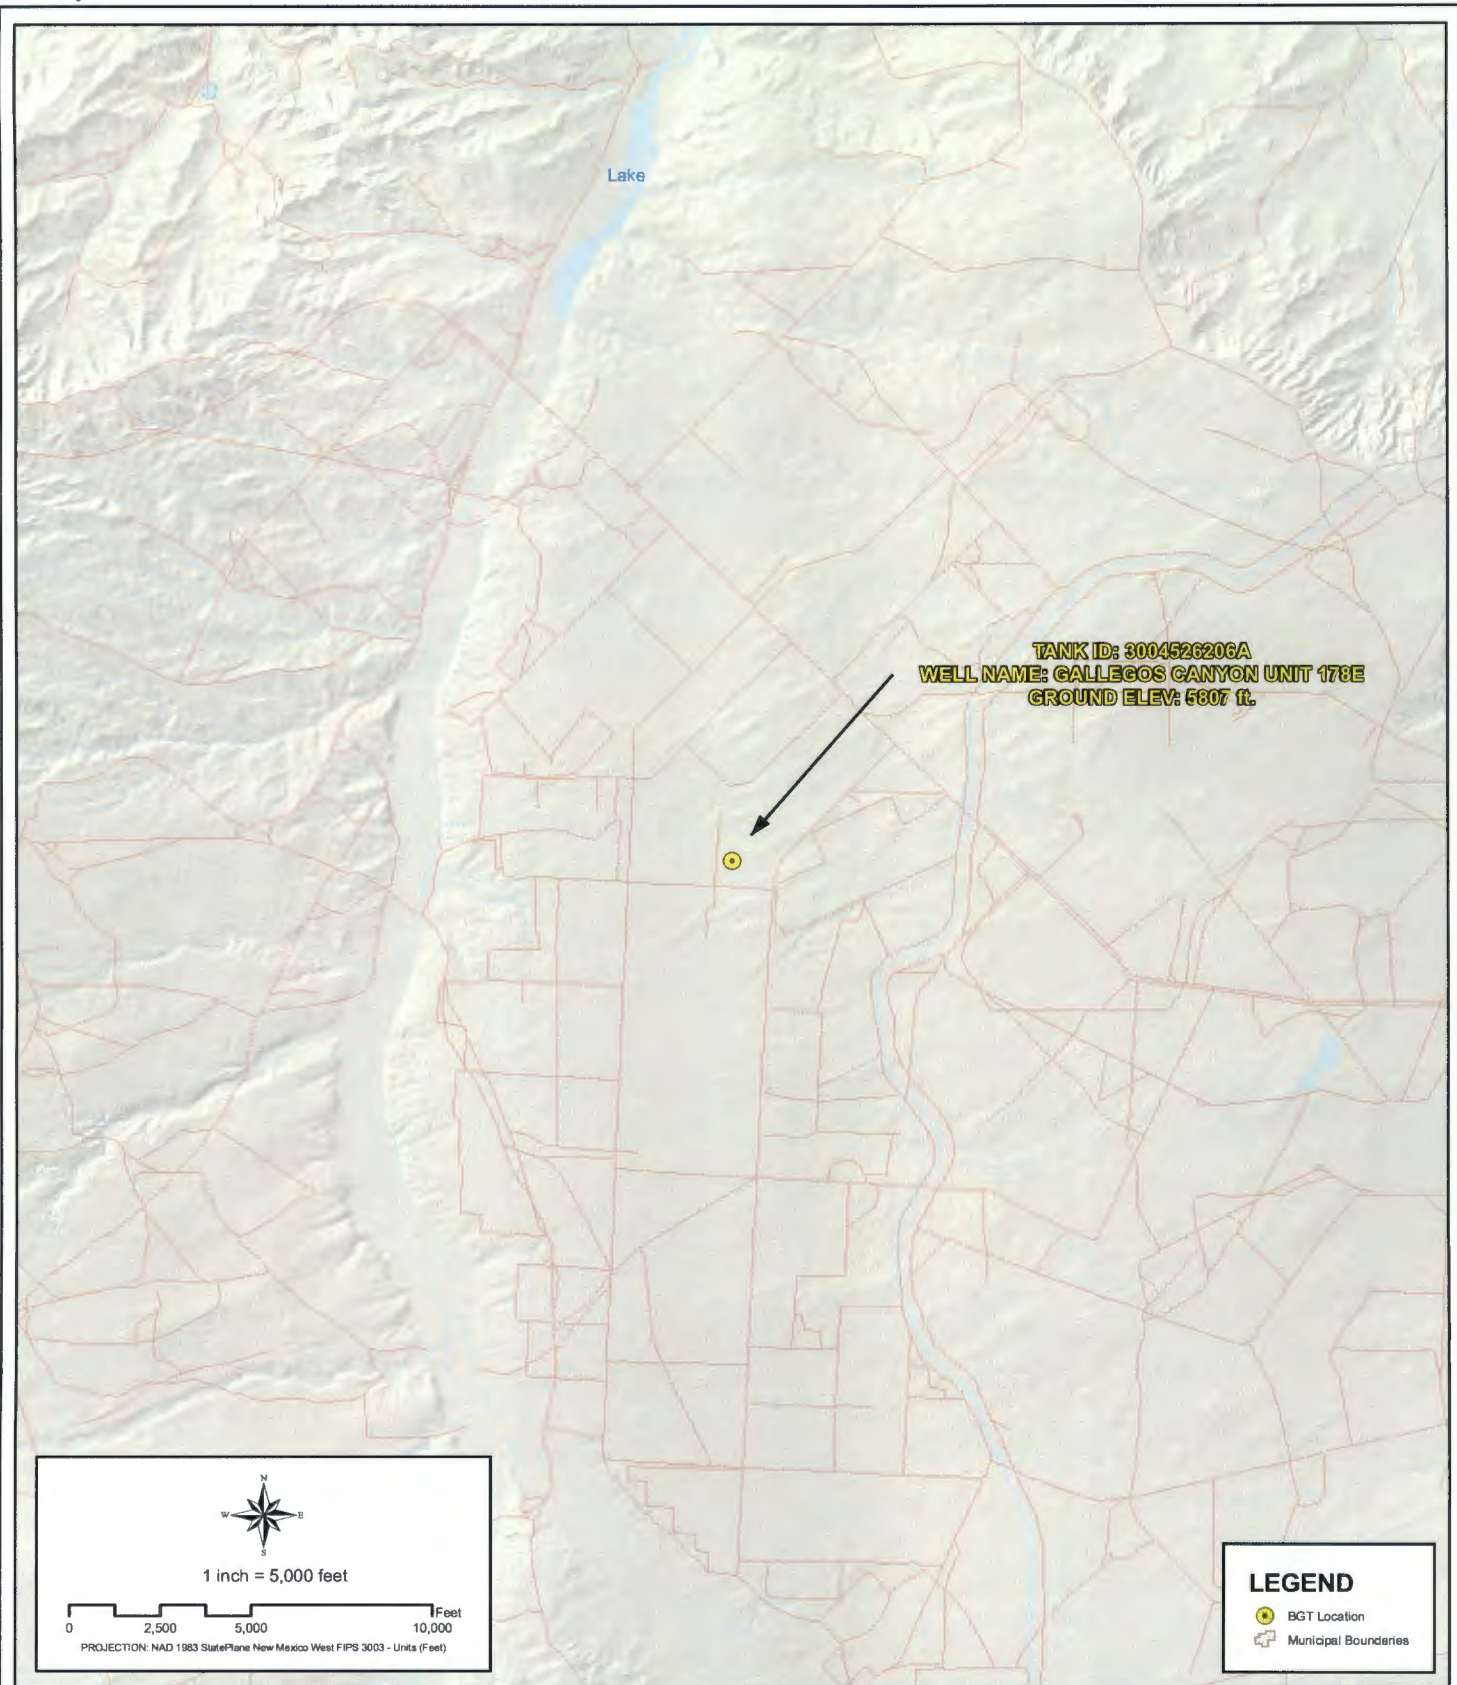 Lake
TANK ID: 3004526206A
WELL NAME: GALLEGOS CANYON UNIT 178E
GROUND ELEV: 5807 ft.
N
W E
S
1 inch = 5,000 feet
Feet
0 2,500 5,000 10,000
PROJECTION: NAD 1983 StatePlane New Mexico West FIPS 3003 - Units (Feet)
LEGEND
BGT Location
Municipal Boundaries